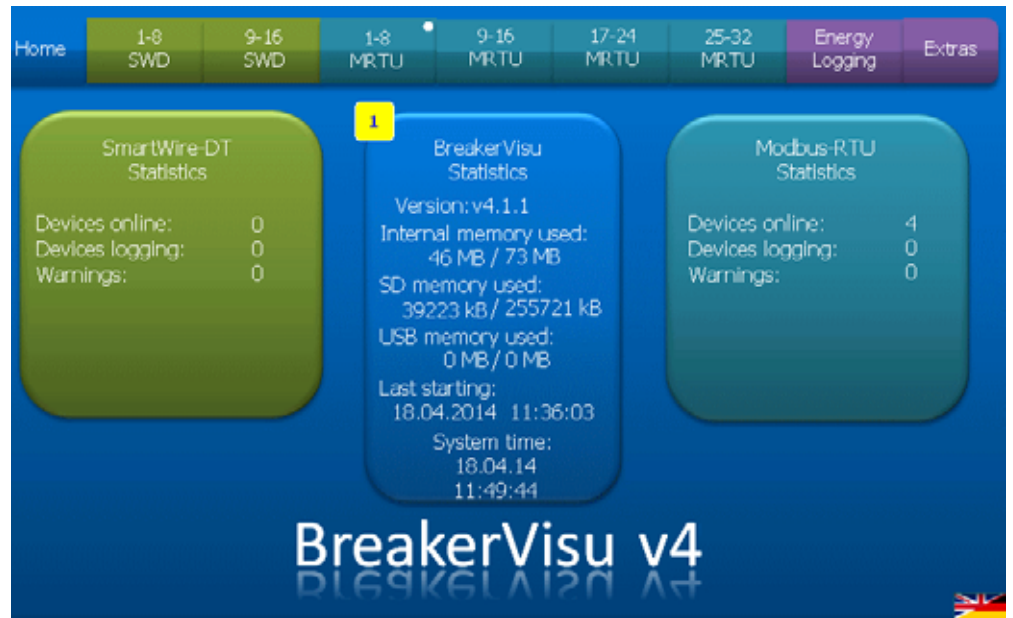 Home
1-8
SWD
9-16
SWD
1-8
MRTU
9-16
MRTU
17-24
MRTU
25-32
MRTU
Energy
Logging
Extras
SmartWire-DT
Statistics
Devices online: 0
Devices logging: 0
Warnings: 0
1
BreakerVisu
Statistics
Version: v4.1.1
Internal memory used:
46 MB / 73 MB
SD memory used:
39223 kB / 255721 kB
USB memory used:
0 MB / 0 MB
Last starting:
18.04.2014 11:36:03
System time:
18.04.14
11:49:44
Modbus-RTU
Statistics
Devices online: 4
Devices logging: 0
Warnings: 0
BreakerVisu v4